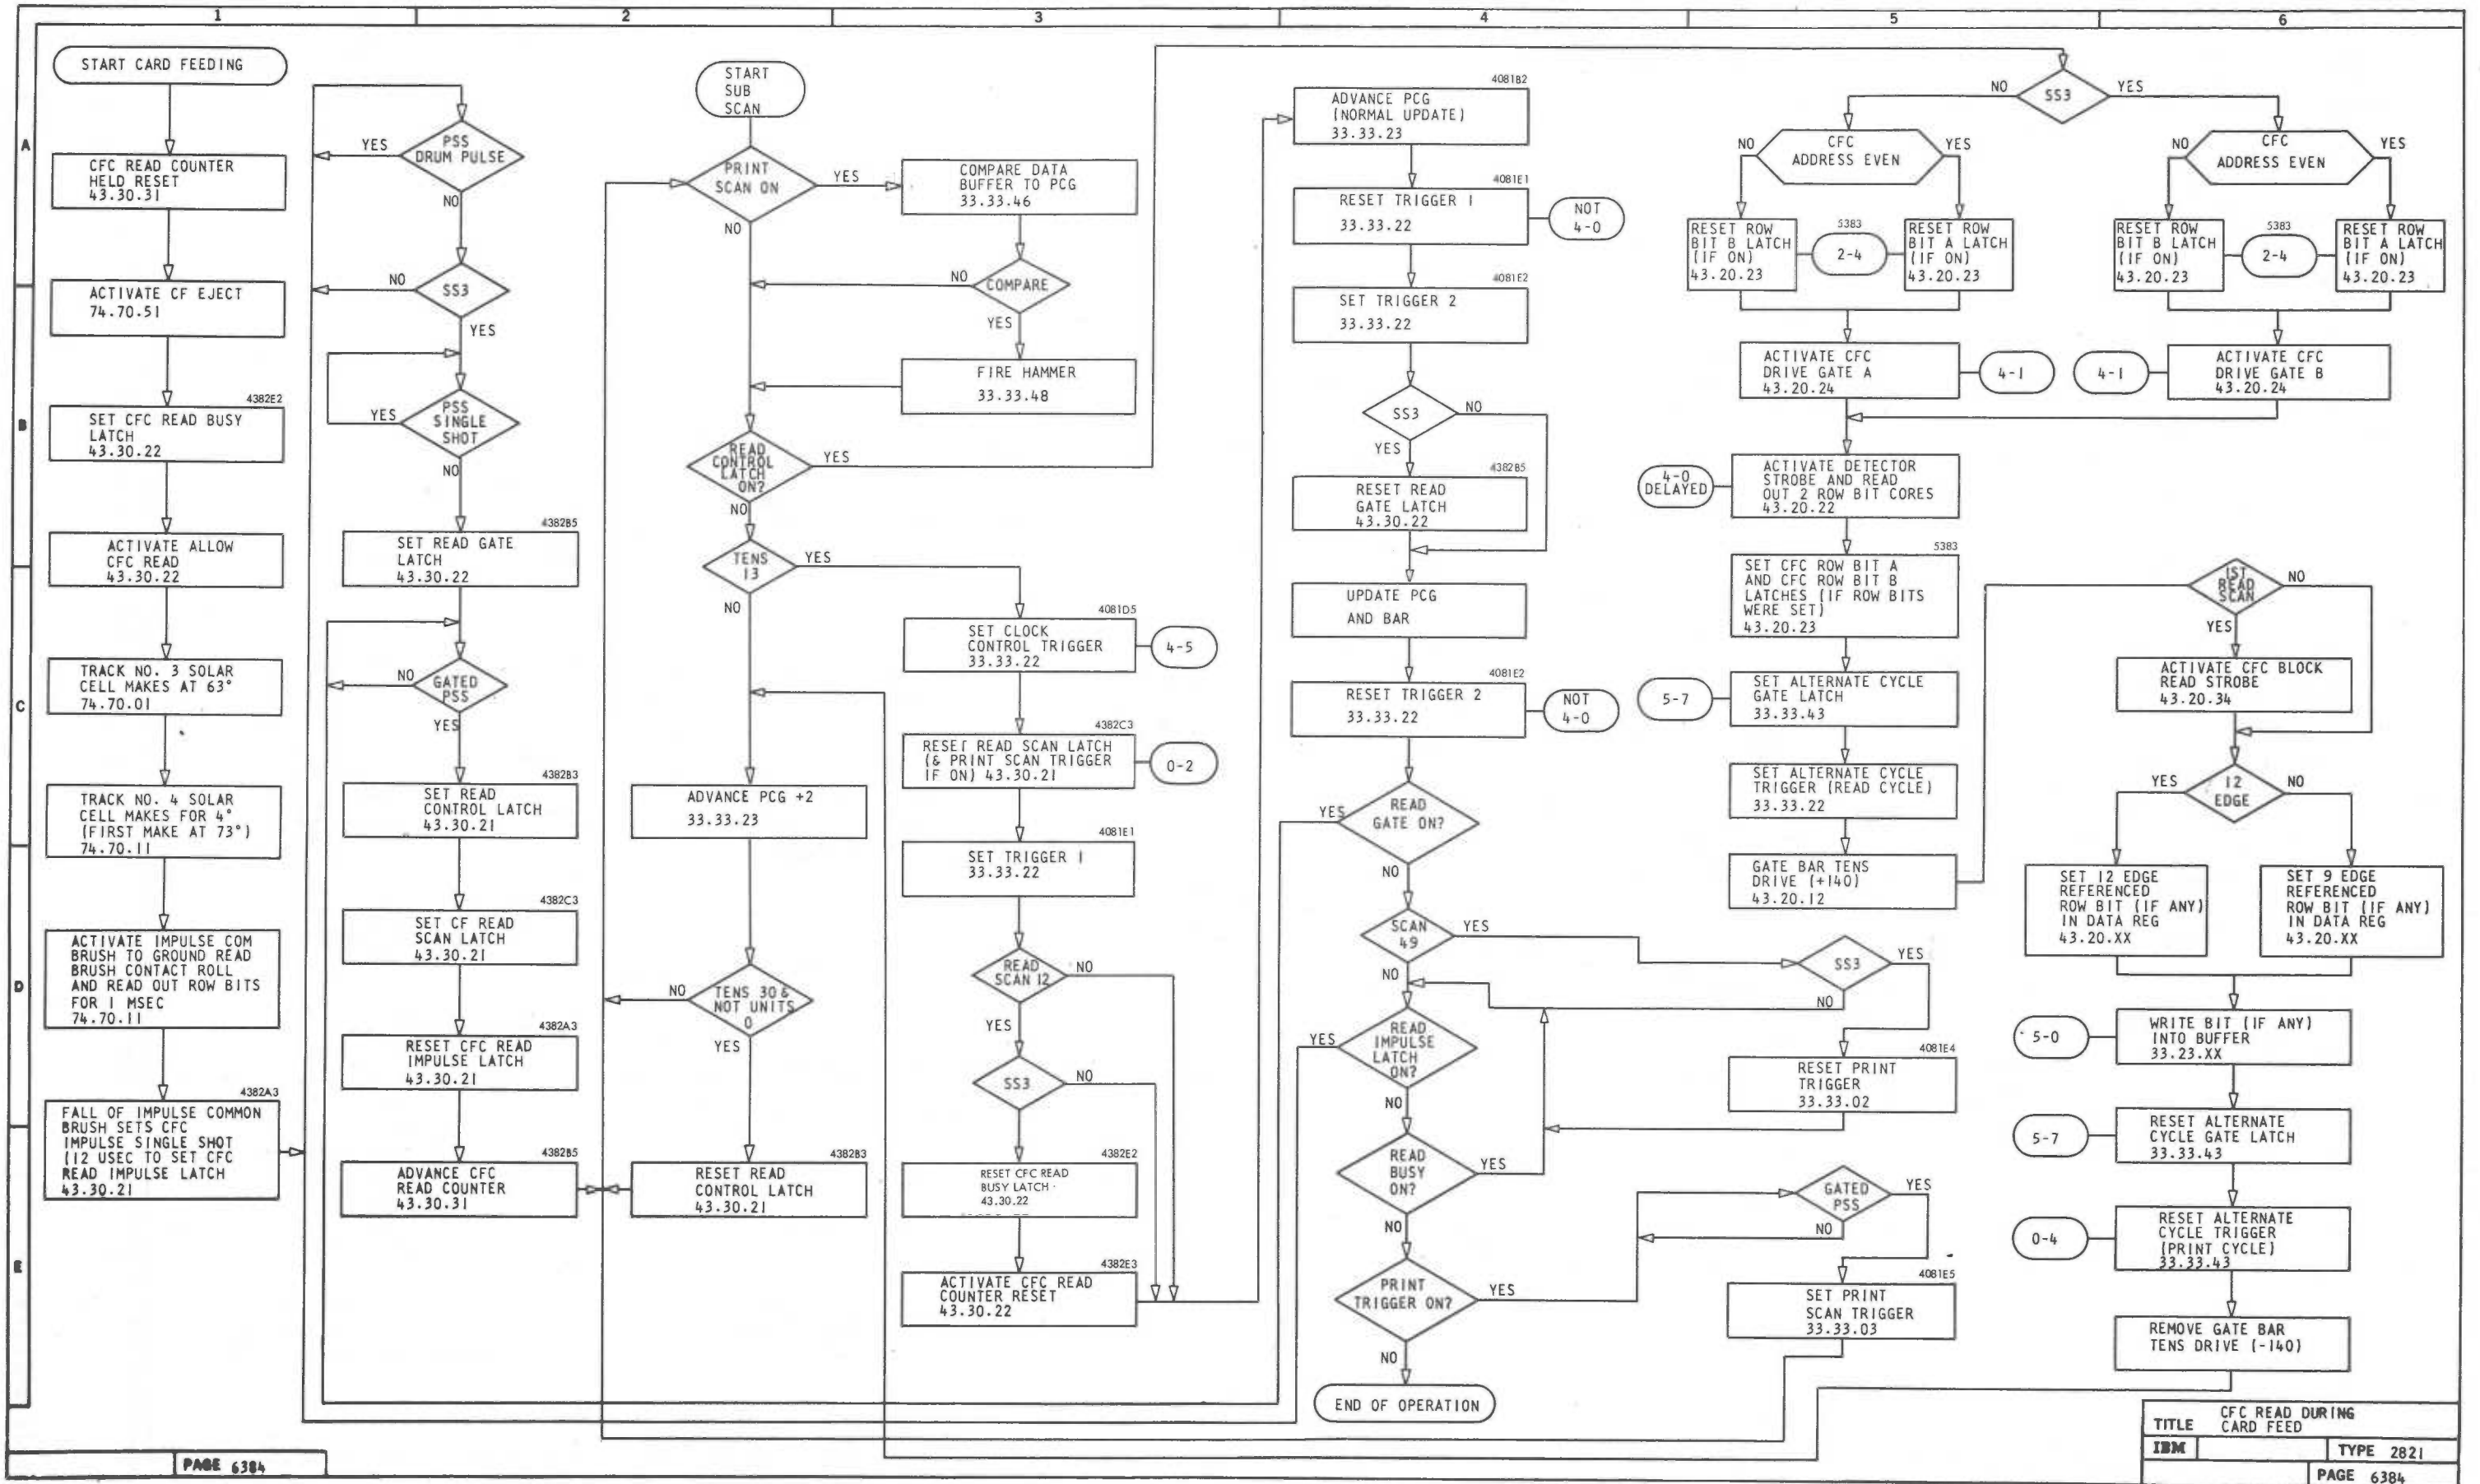 1
2
3
4
5
6
A
B
C
D
E
START CARD FEEDING
CFC READ COUNTER
HELD RESET
43.30.31
ACTIVATE CF EJECT
74.70.51
4382E2
SET CFC READ BUSY
LATCH
43.30.22
ACTIVATE ALLOW
CFC READ
43.30.22
TRACK NO. 3 SOLAR
CELL MAKES AT 63°
74.70.01
TRACK NO. 4 SOLAR
CELL MAKES FOR 4°
(FIRST MAKE AT 73°)
74.70.11
ACTIVATE IMPULSE COM
BRUSH TO GROUND READ
BRUSH CONTACT ROLL
AND READ OUT ROW BITS
FOR 1 MSEC
74.70.11
4382A3
FALL OF IMPULSE COMMON
BRUSH SETS CFC
IMPULSE SINGLE SHOT
(12 USEC TO SET CFC
READ IMPULSE LATCH
43.30.21
PSS
DRUM PULSE
YES
NO
SS3
NO
YES
PSS
SINGLE
SHOT
YES
NO
4382B5
SET READ GATE
LATCH
43.30.22
GATED
PSS
NO
YES
4382B3
SET READ
CONTROL LATCH
43.30.21
4382C3
SET CF READ
SCAN LATCH
43.30.21
4382A3
RESET CFC READ
IMPULSE LATCH
43.30.21
4382B5
ADVANCE CFC
READ COUNTER
43.30.31
START
SUB
SCAN
PRINT
SCAN ON
YES
NO
READ
CONTROL
LATCH
ON?
YES
NO
TENS
13
YES
NO
ADVANCE PCG +2
33.33.23
TENS 30 &
NOT UNITS
0
NO
YES
4382B3
RESET READ
CONTROL LATCH
43.30.21
COMPARE DATA
BUFFER TO PCG
33.33.46
COMPARE
NO
YES
FIRE HAMMER
33.33.48
4081D5
SET CLOCK
CONTROL TRIGGER
33.33.22
4-5
4382C3
RESET READ SCAN LATCH
(& PRINT SCAN TRIGGER
IF ON) 43.30.21
0-2
4081E1
SET TRIGGER 1
33.33.22
READ
SCAN 12
NO
YES
SS3
NO
4382E2
RESET CFC READ
BUSY LATCH
43.30.22
4382E3
ACTIVATE CFC READ
COUNTER RESET
43.30.22
4081B2
ADVANCE PCG
(NORMAL UPDATE)
33.33.23
4081E1
RESET TRIGGER 1
33.33.22
NOT
4-0
4081E2
SET TRIGGER 2
33.33.22
SS3
NO
YES
4382B5
RESET READ
GATE LATCH
43.30.22
UPDATE PCG
AND BAR
4081E2
RESET TRIGGER 2
33.33.22
NOT
4-0
READ
GATE ON?
YES
NO
SCAN
49
YES
NO
READ
IMPULSE
LATCH
ON?
YES
NO
READ
BUSY
ON?
YES
NO
PRINT
TRIGGER ON?
YES
NO
END OF OPERATION
SS3
NO
YES
CFC
ADDRESS EVEN
NO
YES
RESET ROW
BIT B LATCH
(IF ON)
43.20.23
5383
2-4
RESET ROW
BIT A LATCH
(IF ON)
43.20.23
ACTIVATE CFC
DRIVE GATE A
43.20.24
4-1
4-0
DELAYED
ACTIVATE DETECTOR
STROBE AND READ
OUT 2 ROW BIT CORES
43.20.22
5383
SET CFC ROW BIT A
AND CFC ROW BIT B
LATCHES (IF ROW BITS
WERE SET)
43.20.23
5-7
SET ALTERNATE CYCLE
GATE LATCH
33.33.43
SET ALTERNATE CYCLE
TRIGGER (READ CYCLE)
33.33.22
GATE BAR TENS
DRIVE (+140)
43.20.12
SS3
YES
NO
4081E4
RESET PRINT
TRIGGER
33.33.02
GATED
PSS
YES
NO
4081E5
SET PRINT
SCAN TRIGGER
33.33.03
CFC
ADDRESS EVEN
NO
YES
RESET ROW
BIT B LATCH
(IF ON)
43.20.23
5383
2-4
RESET ROW
BIT A LATCH
(IF ON)
43.20.23
4-1
ACTIVATE CFC
DRIVE GATE B
43.20.24
1ST
READ
SCAN
NO
YES
ACTIVATE CFC BLOCK
READ STROBE
43.20.34
12
EDGE
YES
NO
SET 12 EDGE
REFERENCED
ROW BIT (IF ANY)
IN DATA REG
43.20.XX
SET 9 EDGE
REFERENCED
ROW BIT (IF ANY)
IN DATA REG
43.20.XX
5-0
WRITE BIT (IF ANY)
INTO BUFFER
33.23.XX
5-7
RESET ALTERNATE
CYCLE GATE LATCH
33.33.43
0-4
RESET ALTERNATE
CYCLE TRIGGER
(PRINT CYCLE)
33.33.43
REMOVE GATE BAR
TENS DRIVE (-140)
TITLE CFC READ DURING
CARD FEED
IBM TYPE 2821
PAGE 6384
PAGE 6384